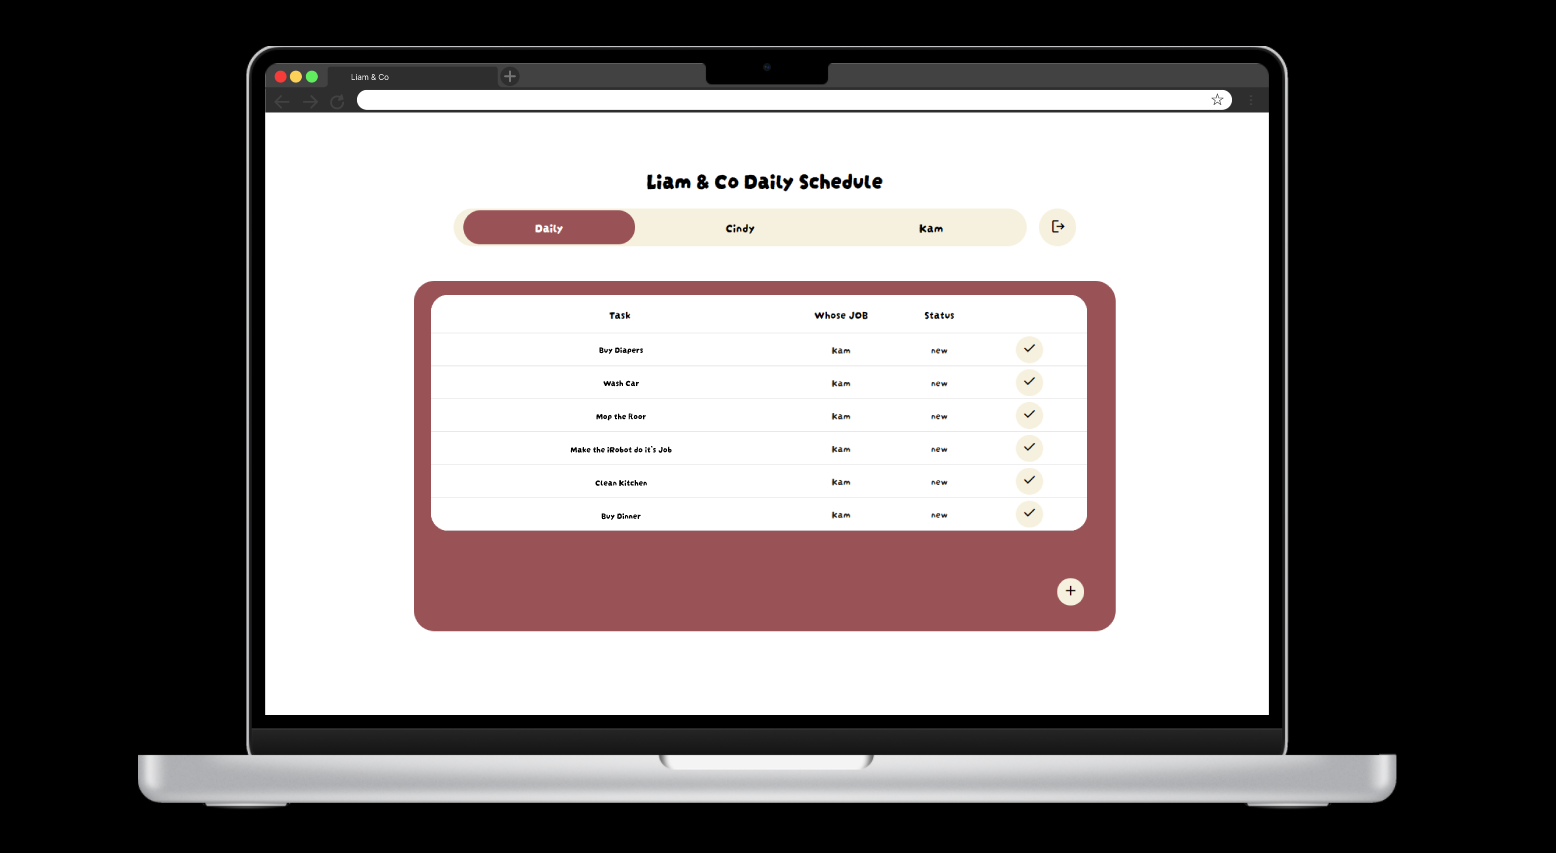 Liam & Co
Liam & Co Daily Schedule
Daily Cindy Kam
Task Whose JOB Status
Buy Diapers Kam new
Wash Car Kam new
Mop the floor Kam new
Make the iRobot do it's Job Kam new
Clean Kitchen Kam new
Buy Dinner Kam new